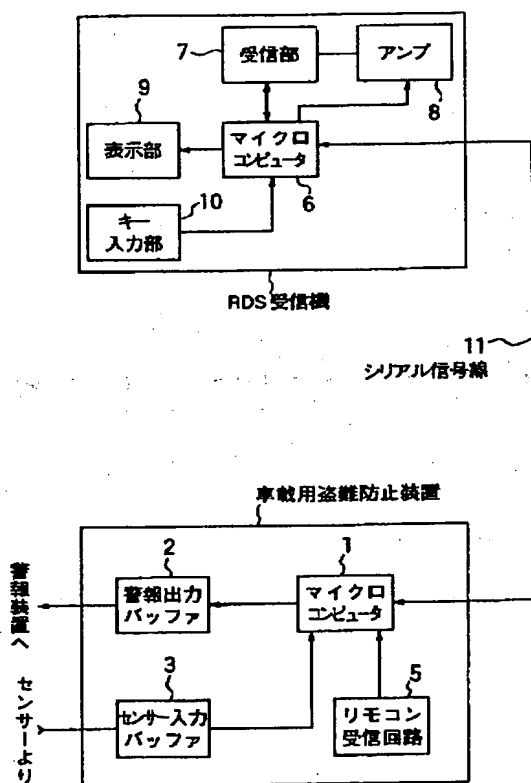 7
受信部
アンプ
8
9
表示部
マイクロ
コンピュータ
6
10
キー
入力部
RDS受信機
11
シリアル信号線
車載用盗難防止装置
警報装置へ
2
警報出力
バッファ
1
マイクロ
コンピュータ
センサーより
3
センサー入力
バッファ
5
リモコン
受信回路